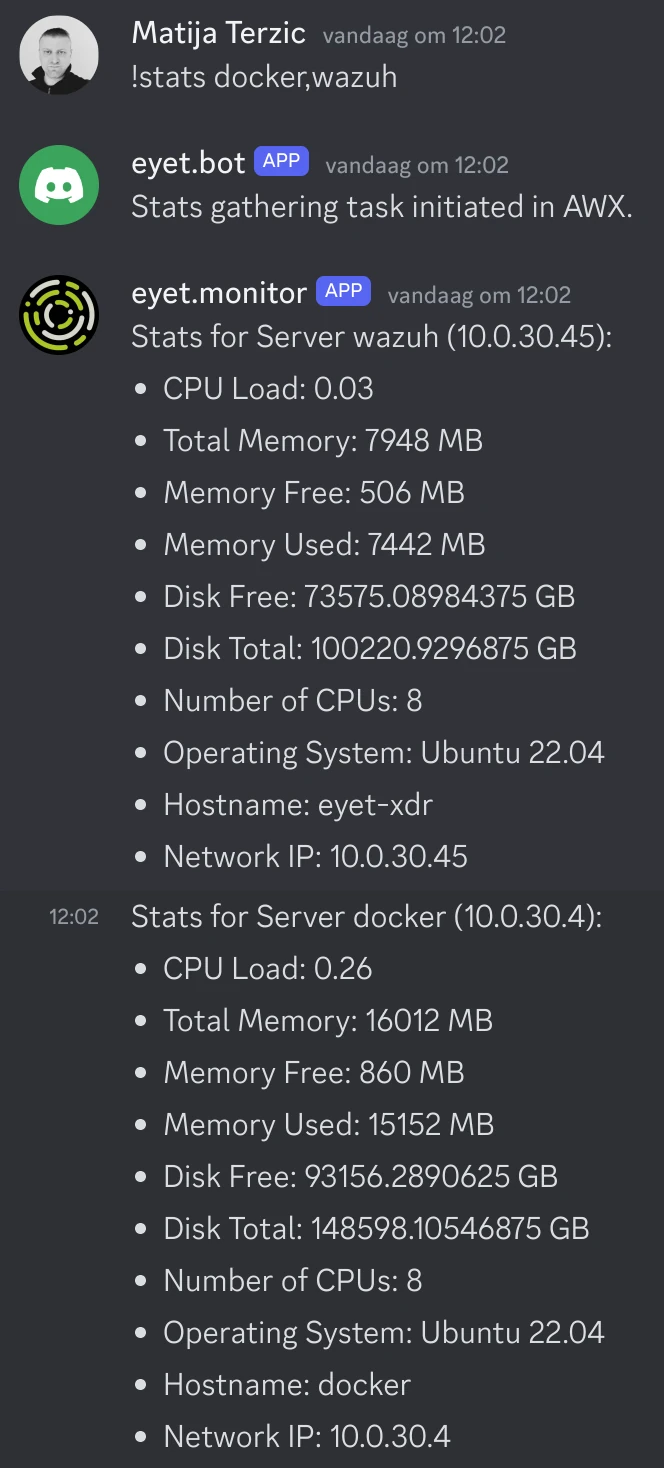 Matija Terzic vandaag om 12:02
!stats docker,wazuh
eyet.bot APP vandaag om 12:02
Stats gathering task initiated in AWX.
eyet.monitor APP vandaag om 12:02
Stats for Server wazuh (10.0.30.45):
• CPU Load: 0.03
• Total Memory: 7948 MB
• Memory Free: 506 MB
• Memory Used: 7442 MB
• Disk Free: 73575.08984375 GB
• Disk Total: 100220.9296875 GB
• Number of CPUs: 8
• Operating System: Ubuntu 22.04
• Hostname: eyet-xdr
• Network IP: 10.0.30.45
12:02 Stats for Server docker (10.0.30.4):
• CPU Load: 0.26
• Total Memory: 16012 MB
• Memory Free: 860 MB
• Memory Used: 15152 MB
• Disk Free: 93156.2890625 GB
• Disk Total: 148598.10546875 GB
• Number of CPUs: 8
• Operating System: Ubuntu 22.04
• Hostname: docker
• Network IP: 10.0.30.4